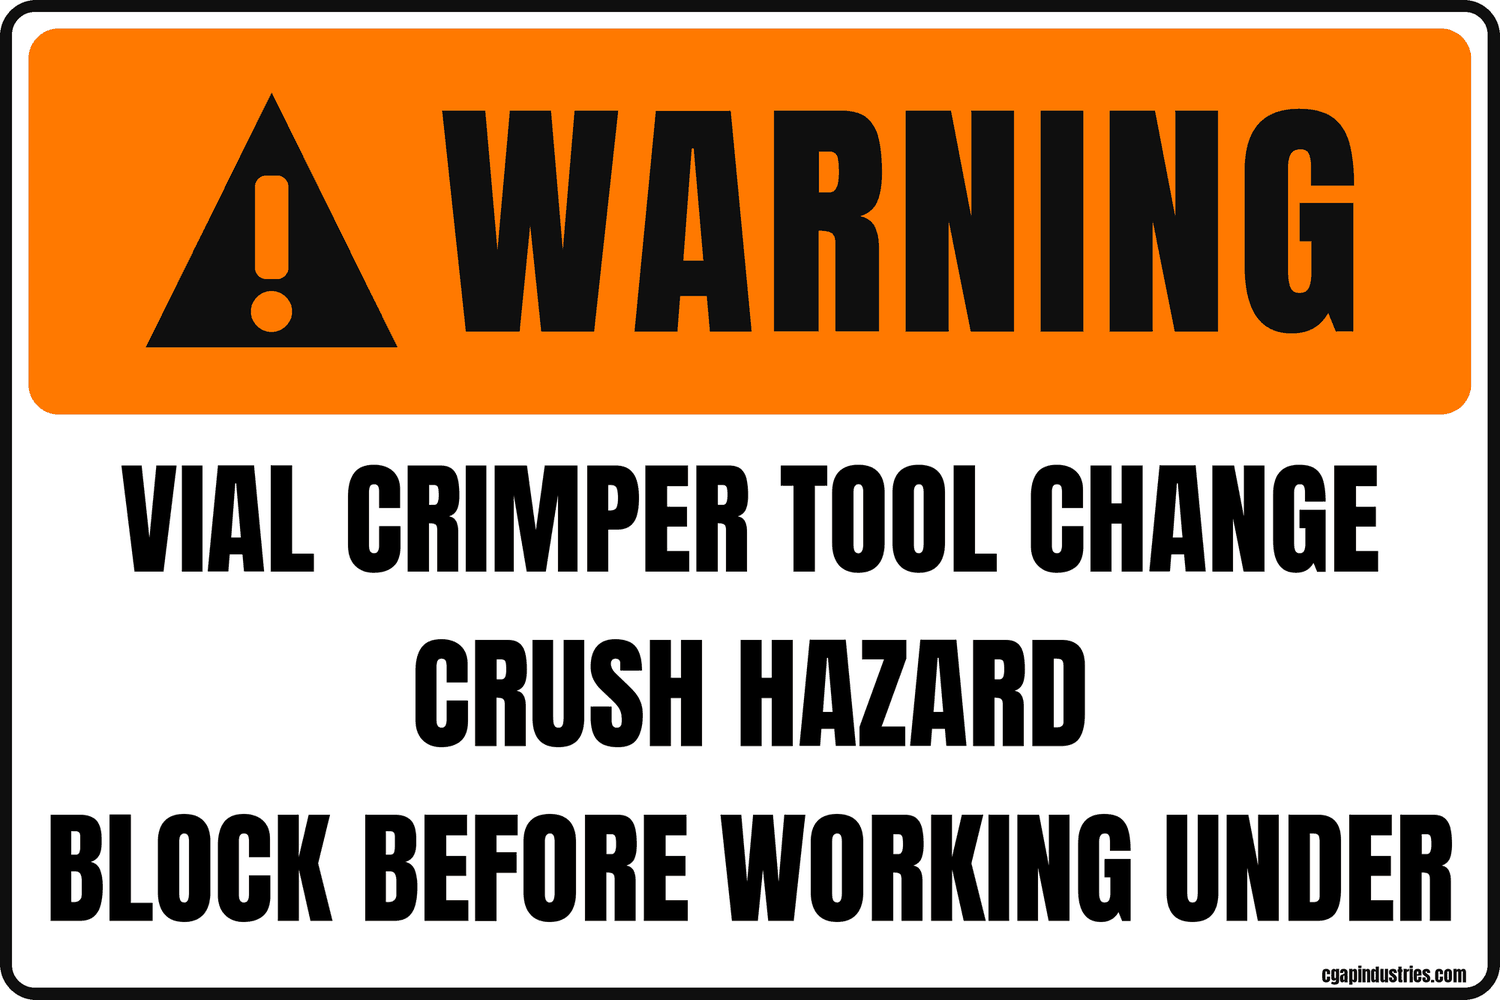 WARNING
VIAL CRIMPER TOOL CHANGE
CRUSH HAZARD
BLOCK BEFORE WORKING UNDER
cgapindustries.com